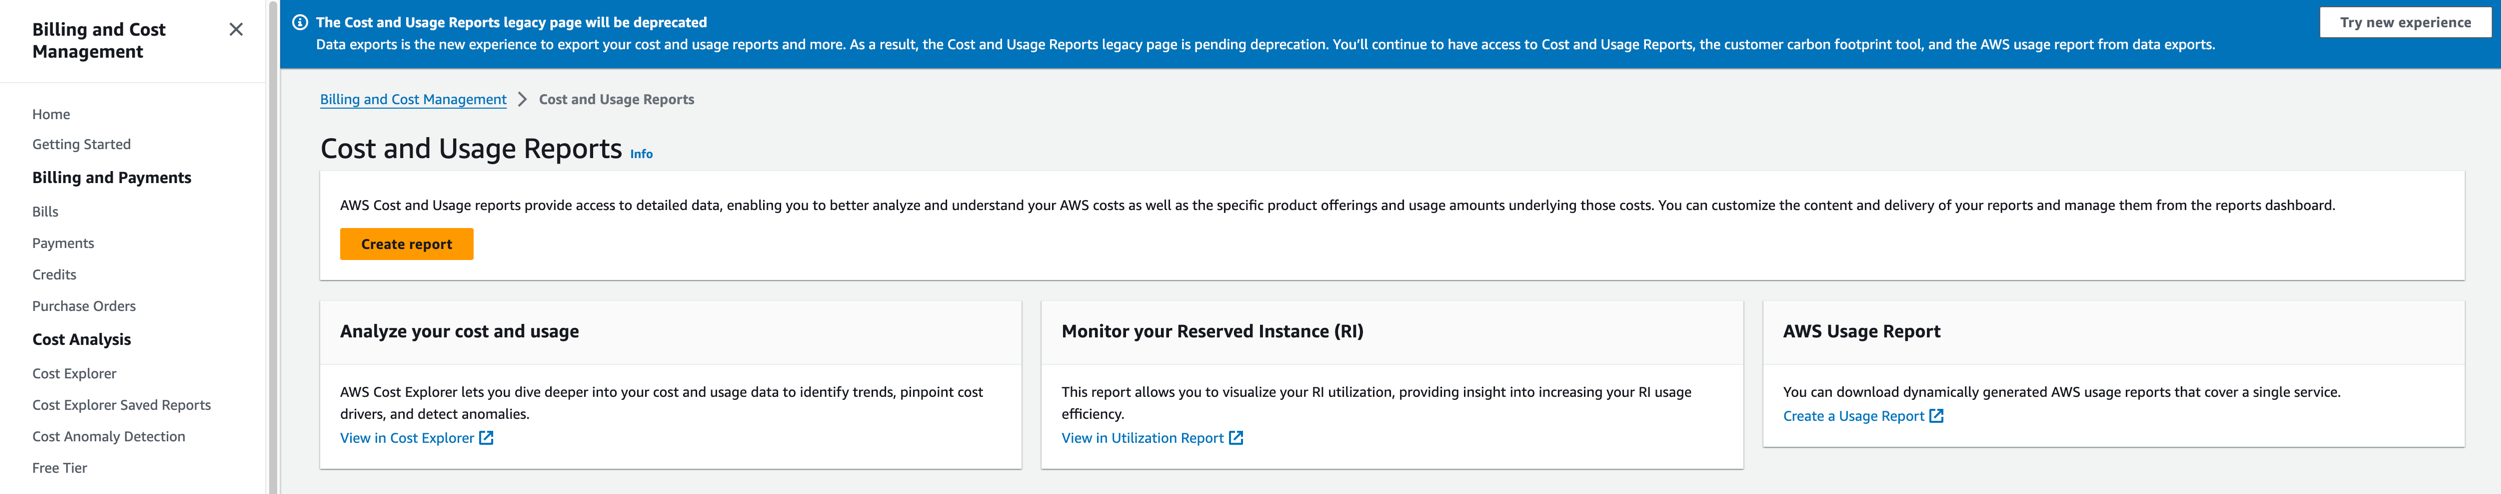 Billing and Cost
Management
Home
Getting Started
Billing and Payments
Bills
Payments
Credits
Purchase Orders
Cost Analysis
Cost Explorer
Cost Explorer Saved Reports
Cost Anomaly Detection
Free Tier
The Cost and Usage Reports legacy page will be deprecated
Data exports is the new experience to export your cost and usage reports and more. As a result, the Cost and Usage Reports legacy page is pending deprecation. You’ll continue to have access to Cost and Usage Reports, the customer carbon footprint tool, and the AWS usage report from data exports.
Try new experience
Billing and Cost Management > Cost and Usage Reports
Cost and Usage Reports Info
AWS Cost and Usage reports provide access to detailed data, enabling you to better analyze and understand your AWS costs as well as the specific product offerings and usage amounts underlying those costs. You can customize the content and delivery of your reports and manage them from the reports dashboard.
Create report
Analyze your cost and usage
AWS Cost Explorer lets you dive deeper into your cost and usage data to identify trends, pinpoint cost
drivers, and detect anomalies.
View in Cost Explorer
Monitor your Reserved Instance (RI)
This report allows you to visualize your RI utilization, providing insight into increasing your RI usage
efficiency.
View in Utilization Report
AWS Usage Report
You can download dynamically generated AWS usage reports that cover a single service.
Create a Usage Report